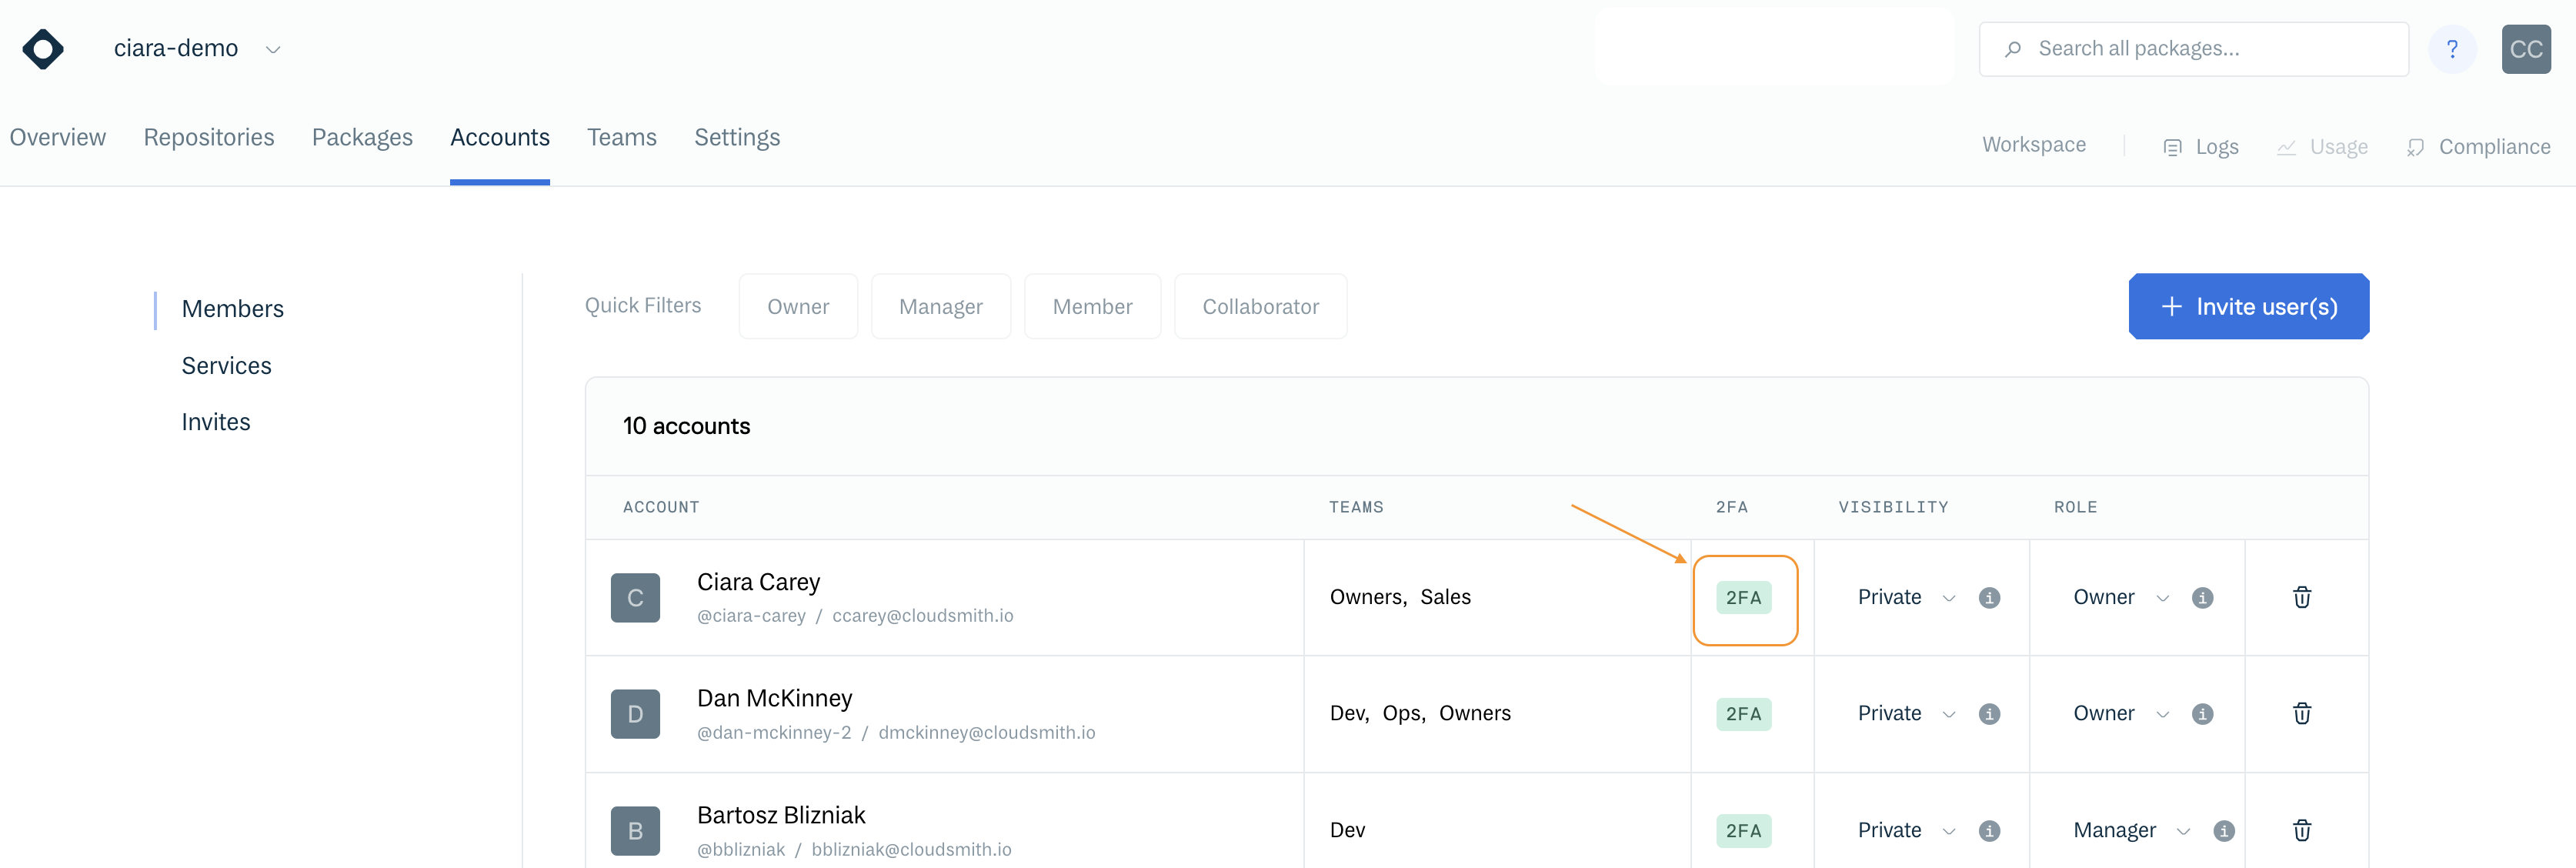 ciara-demo
Search all packages...
?
CC
Overview Repositories Packages Accounts Teams Settings
Workspace Logs Usage Compliance
Members
Services
Invites
Quick Filters Owner Manager Member Collaborator
+ Invite user(s)
10 accounts
ACCOUNT TEAMS 2FA VISIBILITY ROLE
C Ciara Carey
@ciara-carey / ccarey@cloudsmith.io
Owners, Sales 2FA Private i Owner i
D Dan McKinney
@dan-mckinney-2 / dmckinney@cloudsmith.io
Dev, Ops, Owners 2FA Private i Owner i
B Bartosz Blizniak
@bblizniak / bblizniak@cloudsmith.io
Dev 2FA Private i Manager i